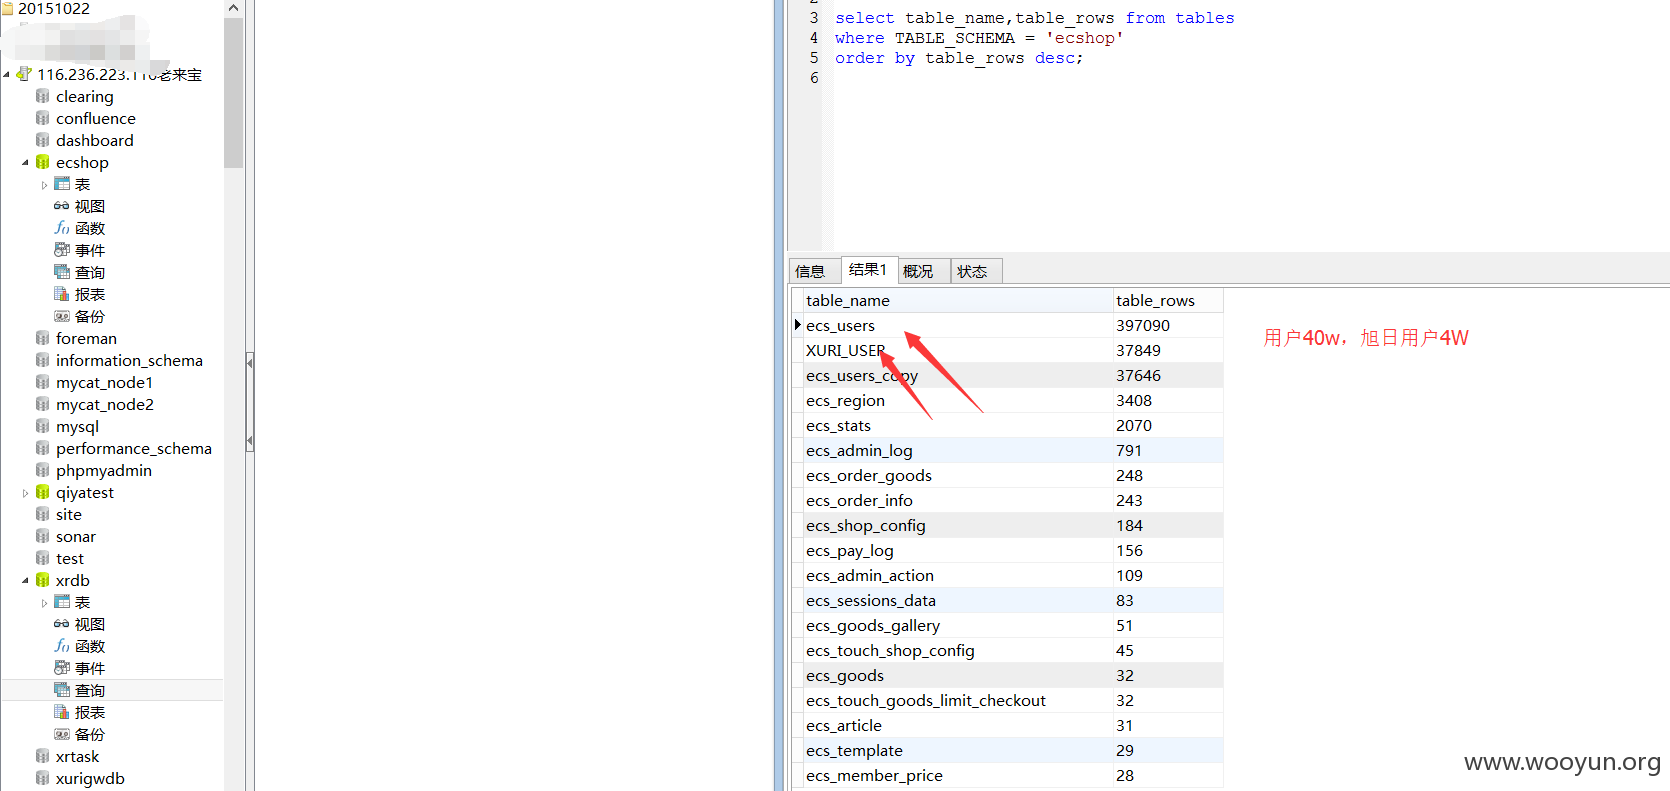 20151022
116.236.223.116老来宝
clearing
confluence
dashboard
ecshop
表
视图
函数
事件
查询
报表
备份
foreman
information_schema
mycat_node1
mycat_node2
mysql
performance_schema
phpmyadmin
qiyatest
site
sonar
test
xrdb
表
视图
函数
事件
查询
报表
备份
xrtask
xurigwdb
3 select table_name,table_rows from tables
4 where TABLE_SCHEMA = 'ecshop'
5 order by table_rows desc;
6
信息 结果1 概况 状态
table_name table_rows
ecs_users 397090
XURI_USER 37849
ecs_users_copy 37646
ecs_region 3408
ecs_stats 2070
ecs_admin_log 791
ecs_order_goods 248
ecs_order_info 243
ecs_shop_config 184
ecs_pay_log 156
ecs_admin_action 109
ecs_sessions_data 83
ecs_goods_gallery 51
ecs_touch_shop_config 45
ecs_goods 32
ecs_touch_goods_limit_checkout 32
ecs_article 31
ecs_template 29
ecs_member_price 28
用户40w，旭日用户4W
www.wooyun.org